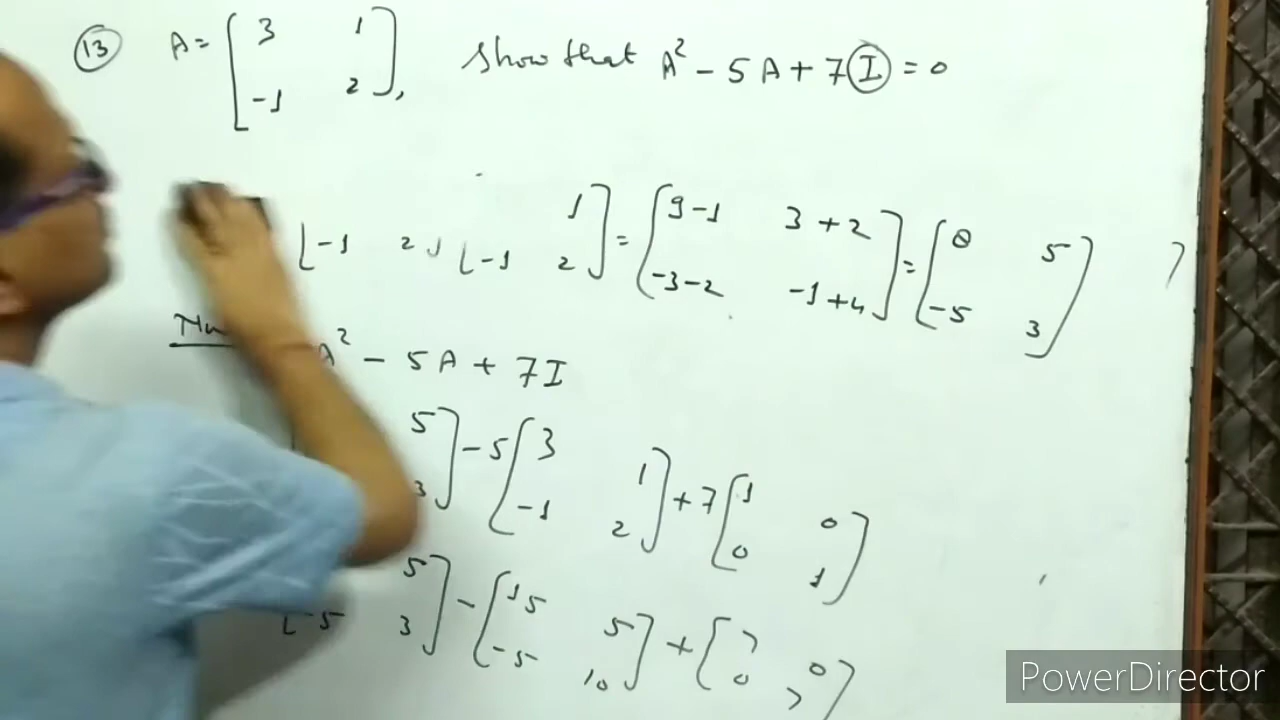 13 A = [ 3 1
-1 2 ], Show that A² - 5A + 7I = 0
1 ] = [ 9-1 3+2 ] = [ 8 5 ]
[ -1 2 ] [ -1 2 -3-2 -1+4 -5 3
A² - 5A + 7I
5 ] - 5 [ 3 1 ] + 7 [ 1 0 ]
3 -1 2 0 1
5 ] - [ 15 5 ] + [ 7 0 ]
[ -5 3 -5 10 0 7
PowerDirector